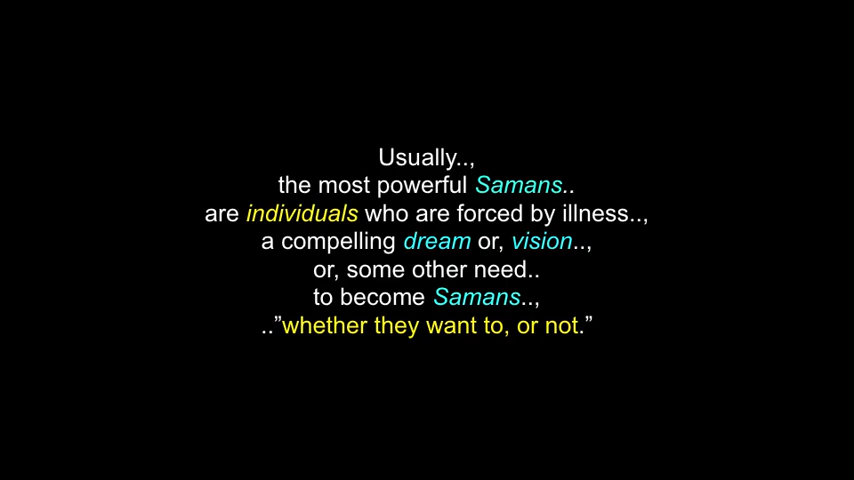 Usually..,
the most powerful Samans..
are individuals who are forced by illness..,
a compelling dream or, vision..,
or, some other need..
to become Samans..,
..”whether they want to, or not.”